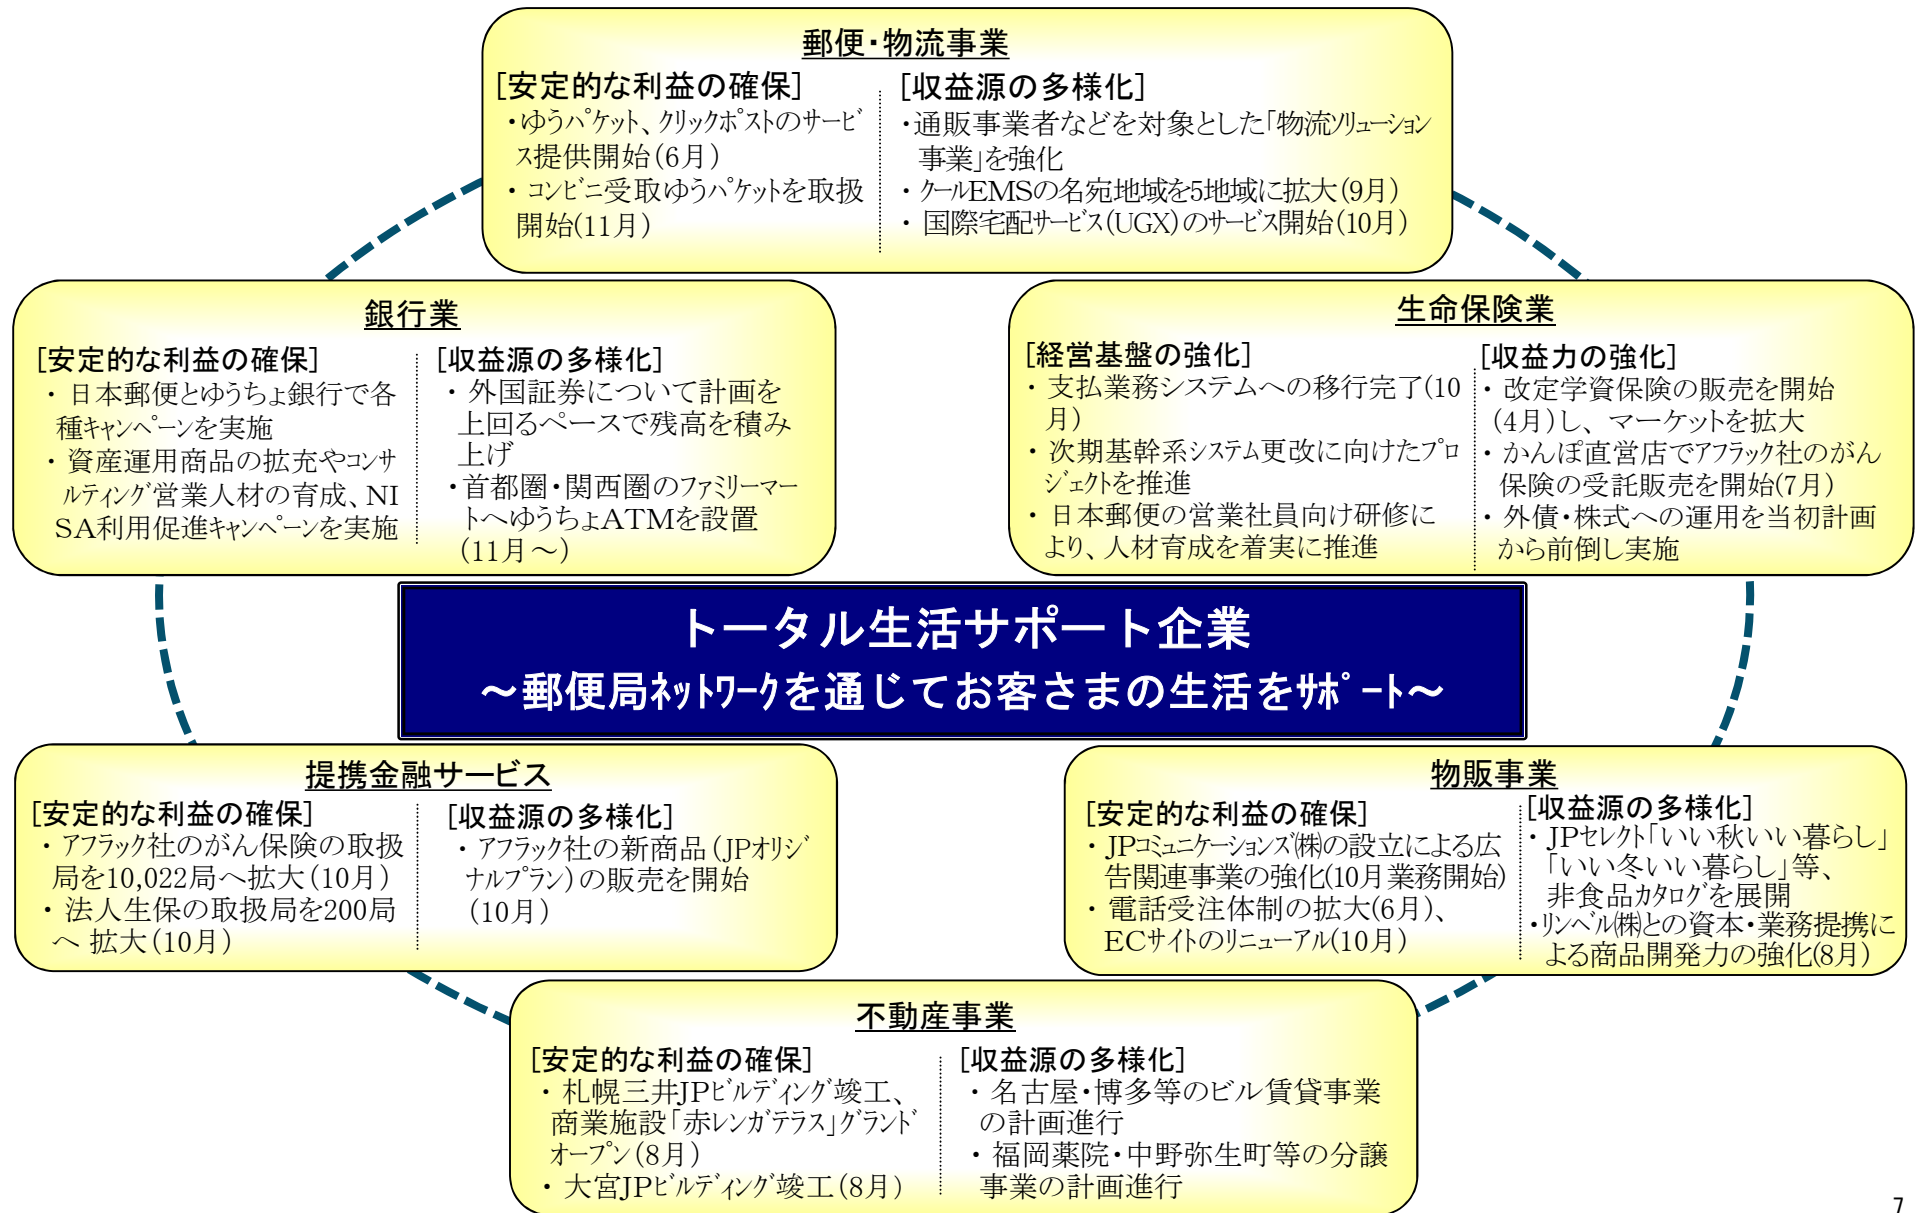 郵便・物流事業
[安定的な利益の確保]
・ゆうパケット、クリックポストのサービ
ス提供開始（6月）
・コンビニ受取ゆうパケットを取扱
開始(11月)
[収益源の多様化]
・通販事業者などを対象とした「物流ソリューション
事業」を強化
・クールEMSの名宛地域を5地域に拡大（9月）
・国際宅配サービス（UGX）のサービス開始（10月）
銀行業
[安定的な利益の確保]
・日本郵便とゆうちょ銀行で各
種キャンペーンを実施
・資産運用商品の拡充やコンサ
ルティング営業人材の育成、NI
SA利用促進キャンペーンを実施
[収益源の多様化]
・外国証券について計画を
上回るペースで残高を積み
上げ
・首都圏・関西圏のファミリーマー
トへゆうちょATMを設置
（11月～）
生命保険業
[経営基盤の強化]
・支払業務システムへの移行完了(10
月)
・次期基幹系システム更改に向けたプロ
ジェクトを推進
・日本郵便の営業社員向け研修に
より、人材育成を着実に推進
[収益力の強化]
・改定学資保険の販売を開始
（4月）し、マーケットを拡大
・かんぽ直営店でアフラック社のがん
保険の受託販売を開始(7月)
・外債・株式への運用を当初計画
から前倒し実施
トータル生活サポート企業
～郵便局ネットワークを通じてお客さまの生活をサポート～
提携金融サービス
[安定的な利益の確保]
・アフラック社のがん保険の取扱
局を10,022局へ拡大（10月）
・法人生保の取扱局を200局
へ 拡大（10月）
[収益源の多様化]
・アフラック社の新商品（JPオリジ
ナルプラン）の販売を開始
（10月）
物販事業
[安定的な利益の確保]
・JPコミュニケーションズ㈱の設立による広
告関連事業の強化(10月業務開始)
・電話受注体制の拡大(6月)、
ECサイトのリニューアル(10月)
[収益源の多様化]
・JPセレクト「いい秋いい暮らし」
「いい冬いい暮らし」等、
非食品カタログを展開
・リンベル㈱との資本・業務提携に
よる商品開発力の強化(8月)
不動産事業
[安定的な利益の確保]
・札幌三井JPビルディング竣工、
商業施設「赤レンガテラス」グランド
オープン（8月）
・大宮JPビルディング竣工（8月）
[収益源の多様化]
・名古屋・博多等のビル賃貸事業
の計画進行
・福岡薬院・中野弥生町等の分譲
事業の計画進行
7